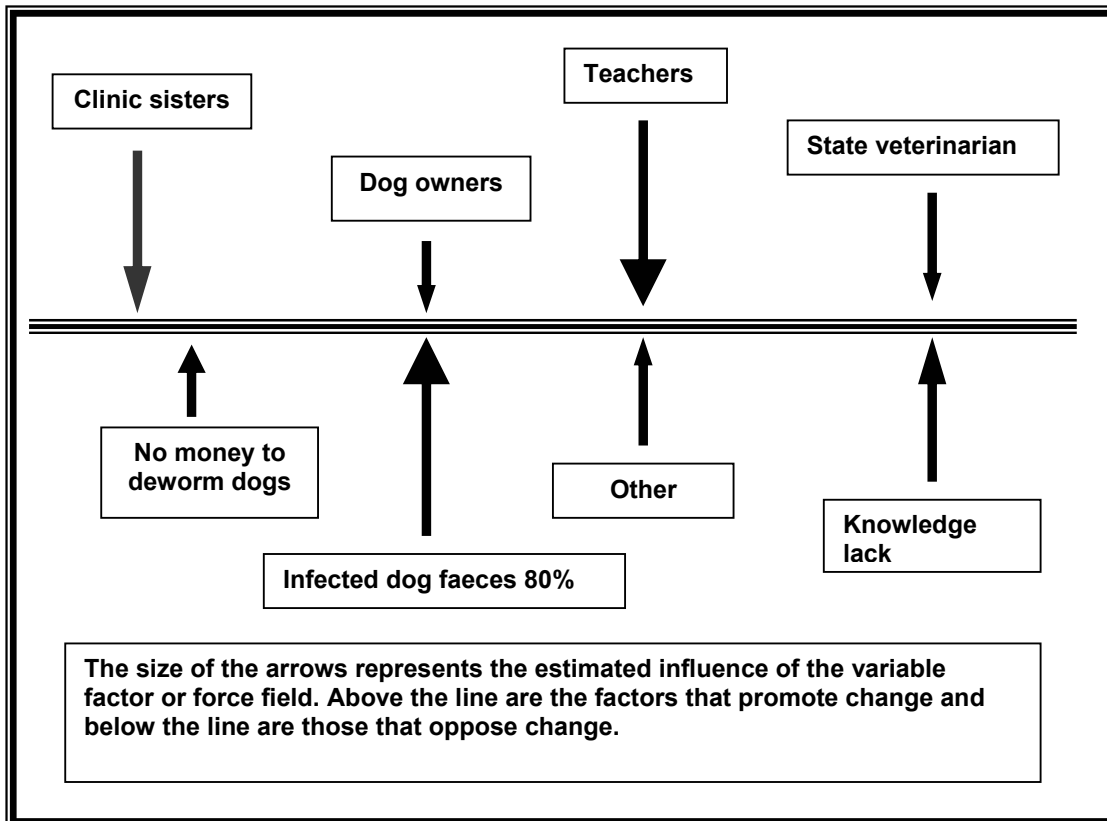 Teachers
Clinic sisters
State veterinarian
Dog owners
No money to
deworm dogs
Other
Knowledge
lack
Infected dog faeces 80%
The size of the arrows represents the estimated influence of the variable
factor or force field. Above the line are the factors that promote change and
below the line are those that oppose change.